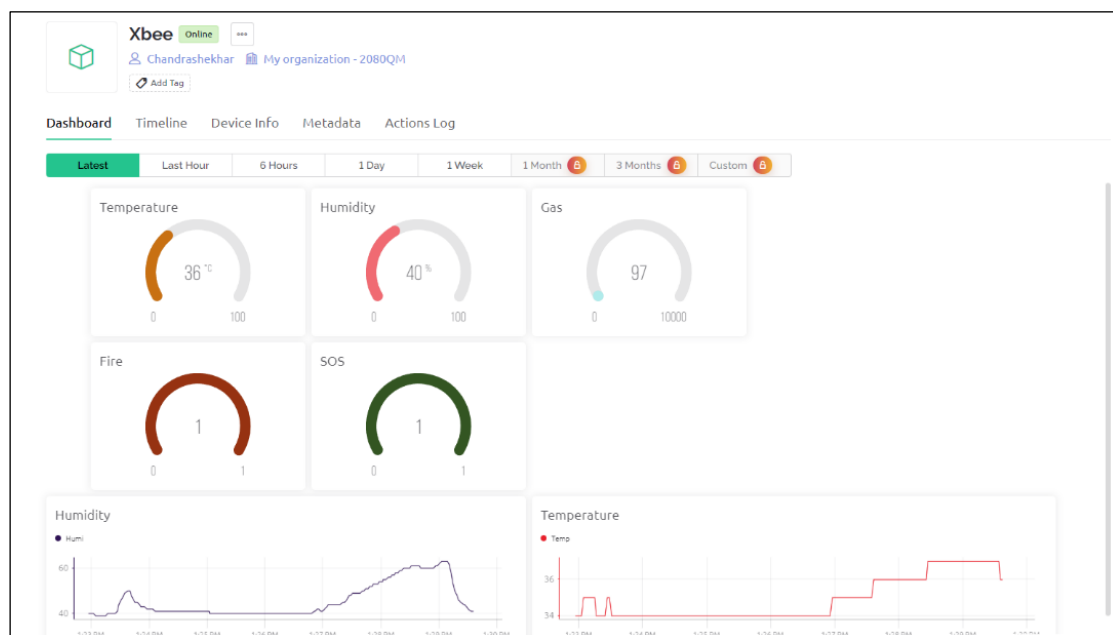 Xbee Online ...
Chandrashekhar My organization - 2080QM
Add Tag
Dashboard Timeline Device Info Metadata Actions Log
Latest Last Hour 6 Hours 1 Day 1 Week 1 Month 3 Months Custom
Temperature
36 °C
0 100
Humidity
40 %
0 100
Gas
97
0 10000
Fire
1
0 1
SOS
1
0 1
Humidity
Humi
60
40
Temperature
Temp
36
34